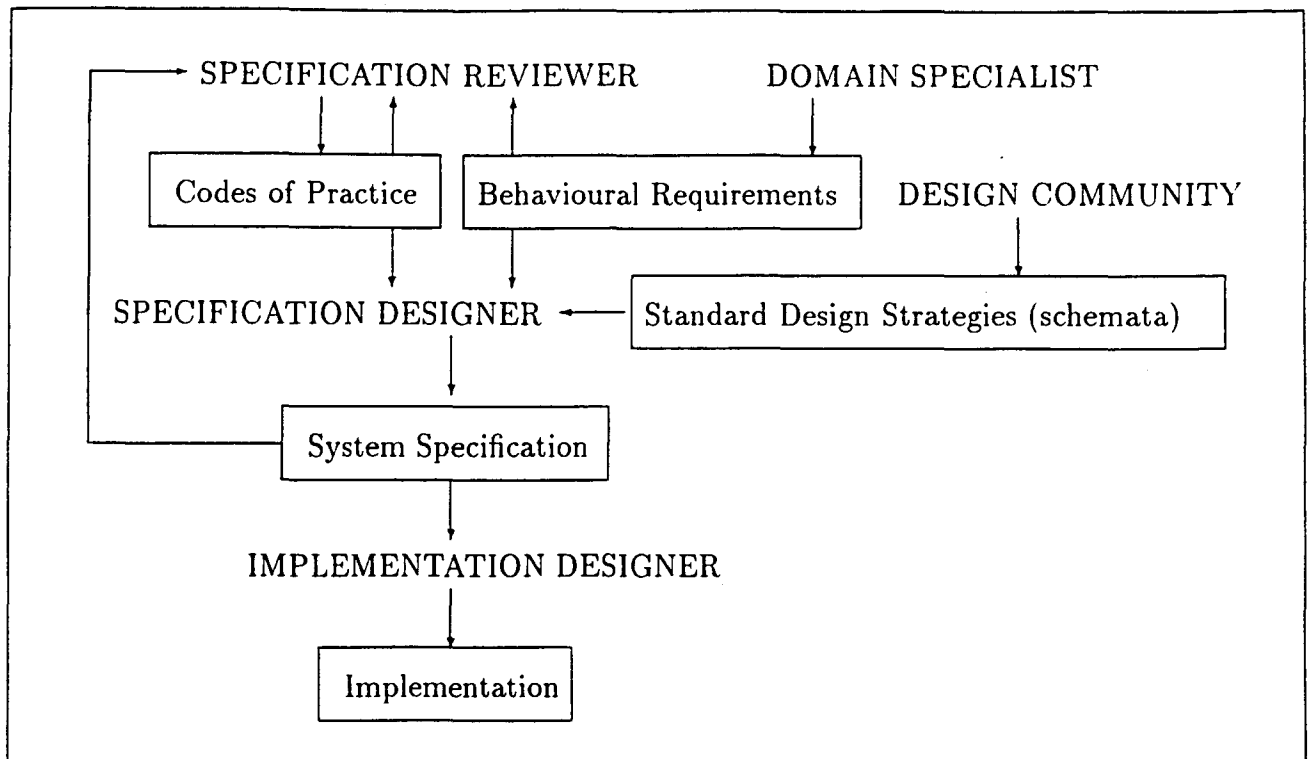 SPECIFICATION REVIEWER
DOMAIN SPECIALIST
Codes of Practice
Behavioural Requirements
DESIGN COMMUNITY
SPECIFICATION DESIGNER
Standard Design Strategies (schemata)
System Specification
IMPLEMENTATION DESIGNER
Implementation